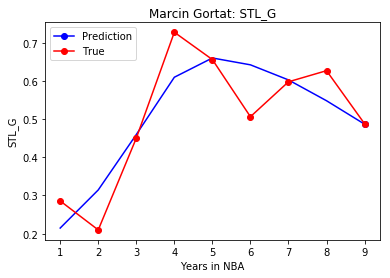 Marcin Gortat: STL_G
Prediction
True
0.7
0.6
0.5
0.4
0.3
0.2
STL_G
1 2 3 4 5 6 7 8 9
Years in NBA